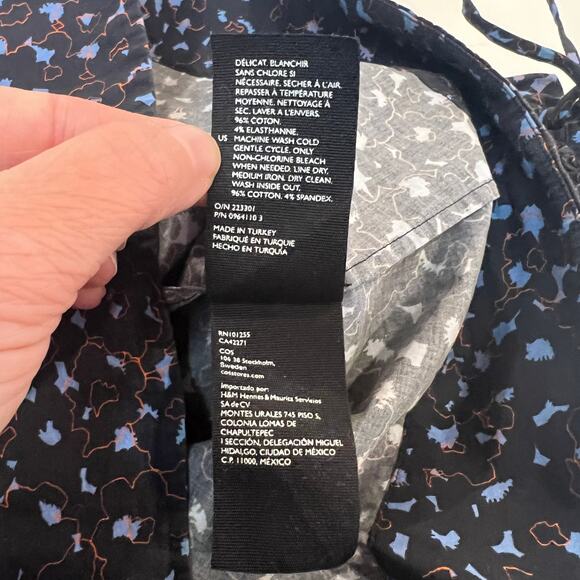 DÉLICAT. BLANCHIR
SANS CHLORE SI
NÉCESSAIRE. SÉCHER À L'AIR.
REPASSER À TEMPÉRATURE
MOYENNE. NETTOYAGE À
SEC. LAVER A L'ENVERS.
96% COTON.
4% ELASTHANNE.
US MACHINE WASH COLD
GENTLE CYCLE. ONLY
NON-CHLORINE BLEACH
WHEN NEEDED. LINE DRY.
MEDIUM IRON. DRY CLEAN.
WASH INSIDE OUT.
96% COTTON. 4% SPANDEX.
O/N 223301
P/N 0964110 3
MADE IN TURKEY
FABRIQUÉ EN TURQUIE
HECHO EN TURQUÍA
RN101255
CA42271
COS
106 38 Stockholm,
Sweden
cosstores.com
Importado por:
H&M Hennes & Mauritz Servicios
SA de CV
MONTES URALES 745 PISO 5,
COLONIA LOMAS DE
CHAPULTEPEC
I SECCIÓN, DELEGACIÓN MIGUEL
HIDALGO, CIUDAD DE MÉXICO
C.P. 11000, MÉXICO